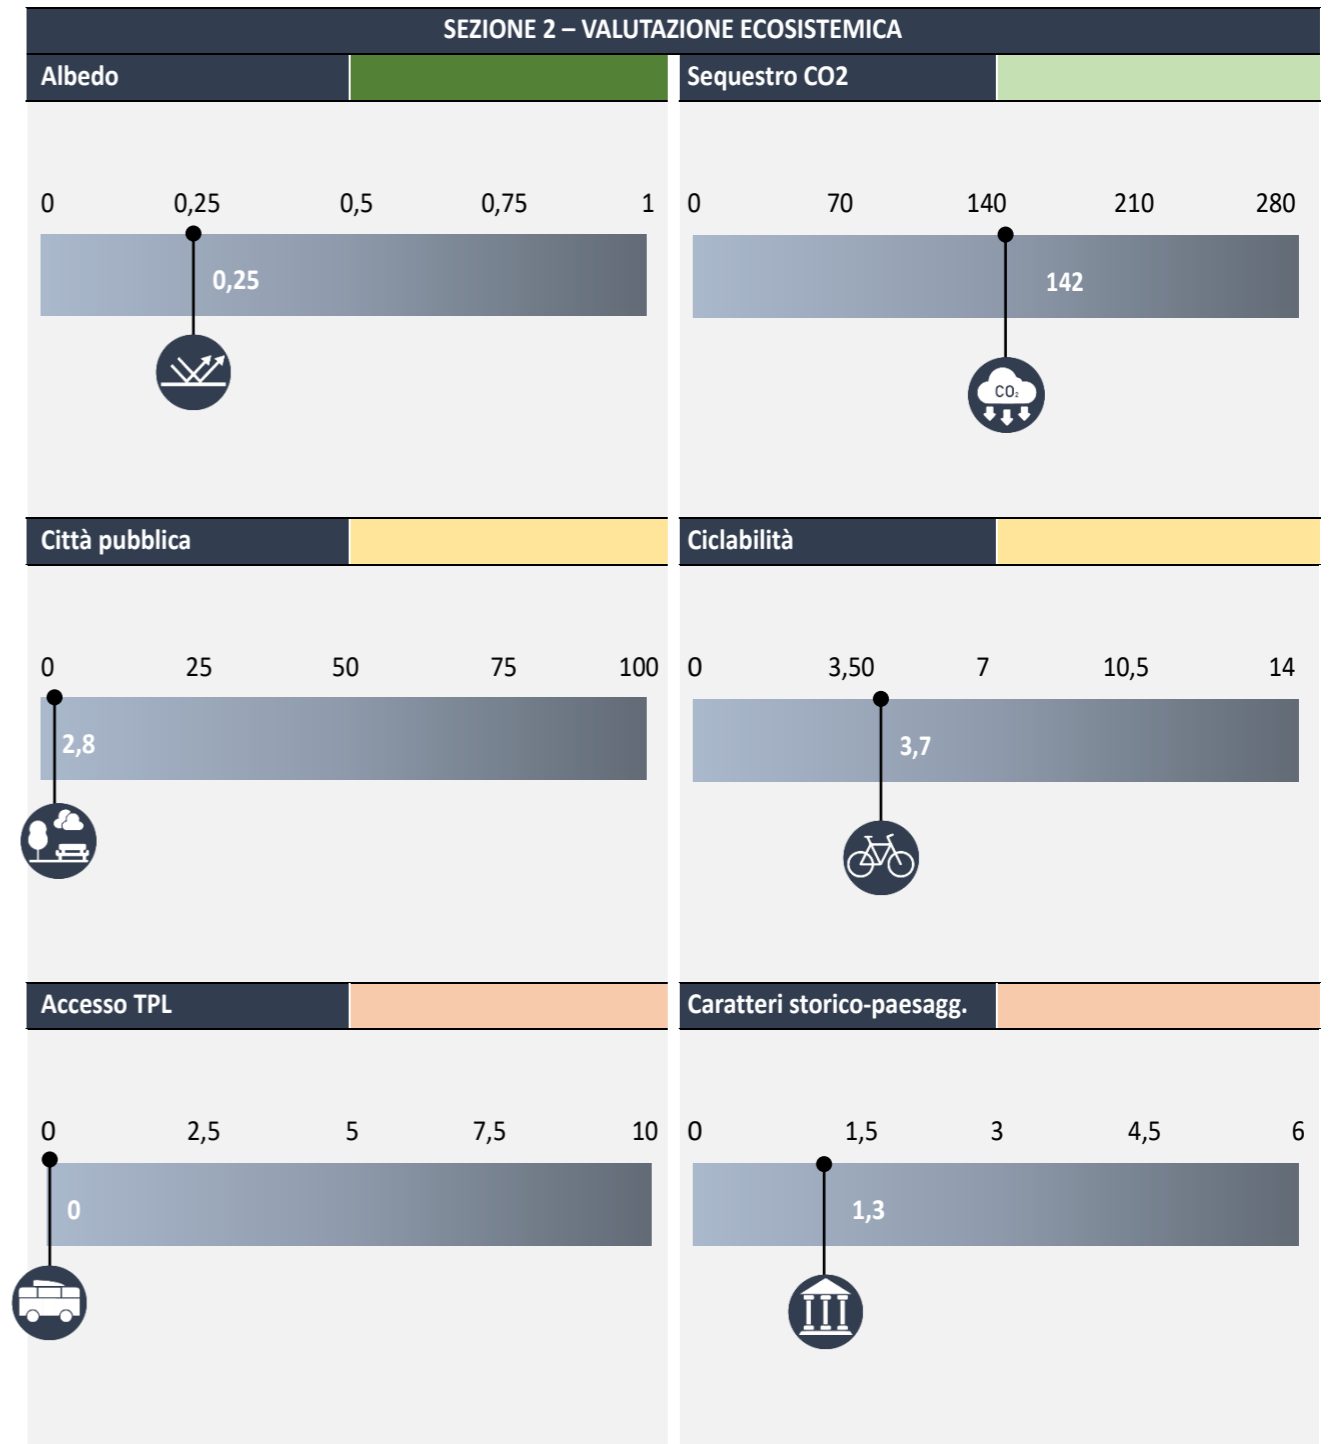 SEZIONE 2 – VALUTAZIONE ECOSISTEMICA
Albedo
0 0,25 0,5 0,75 1
0,25
Sequestro CO2
0 70 140 210 280
142
CO₂
Città pubblica
0 25 50 75 100
2,8
Ciclabilità
0 3,50 7 10,5 14
3,7
Accesso TPL
0 2,5 5 7,5 10
0
Caratteri storico-paesagg.
0 1,5 3 4,5 6
1,3